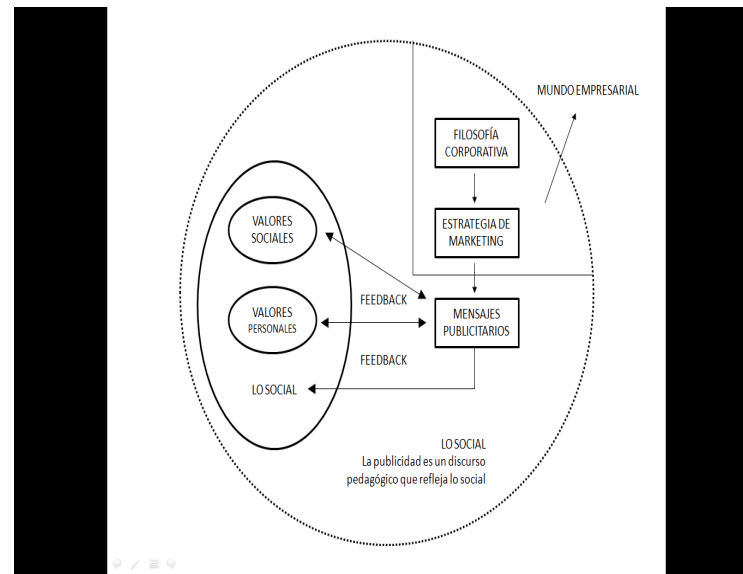 MUNDO EMPRESARIAL
FILOSOFÍA
CORPORATIVA
ESTRATEGIA DE
MARKETING
VALORES
SOCIALES
FEEDBACK
MENSAJES
PUBLICITARIOS
VALORES
PERSONALES
FEEDBACK
LO SOCIAL
LO SOCIAL
La publicidad es un discurso
pedagógico que refleja lo social